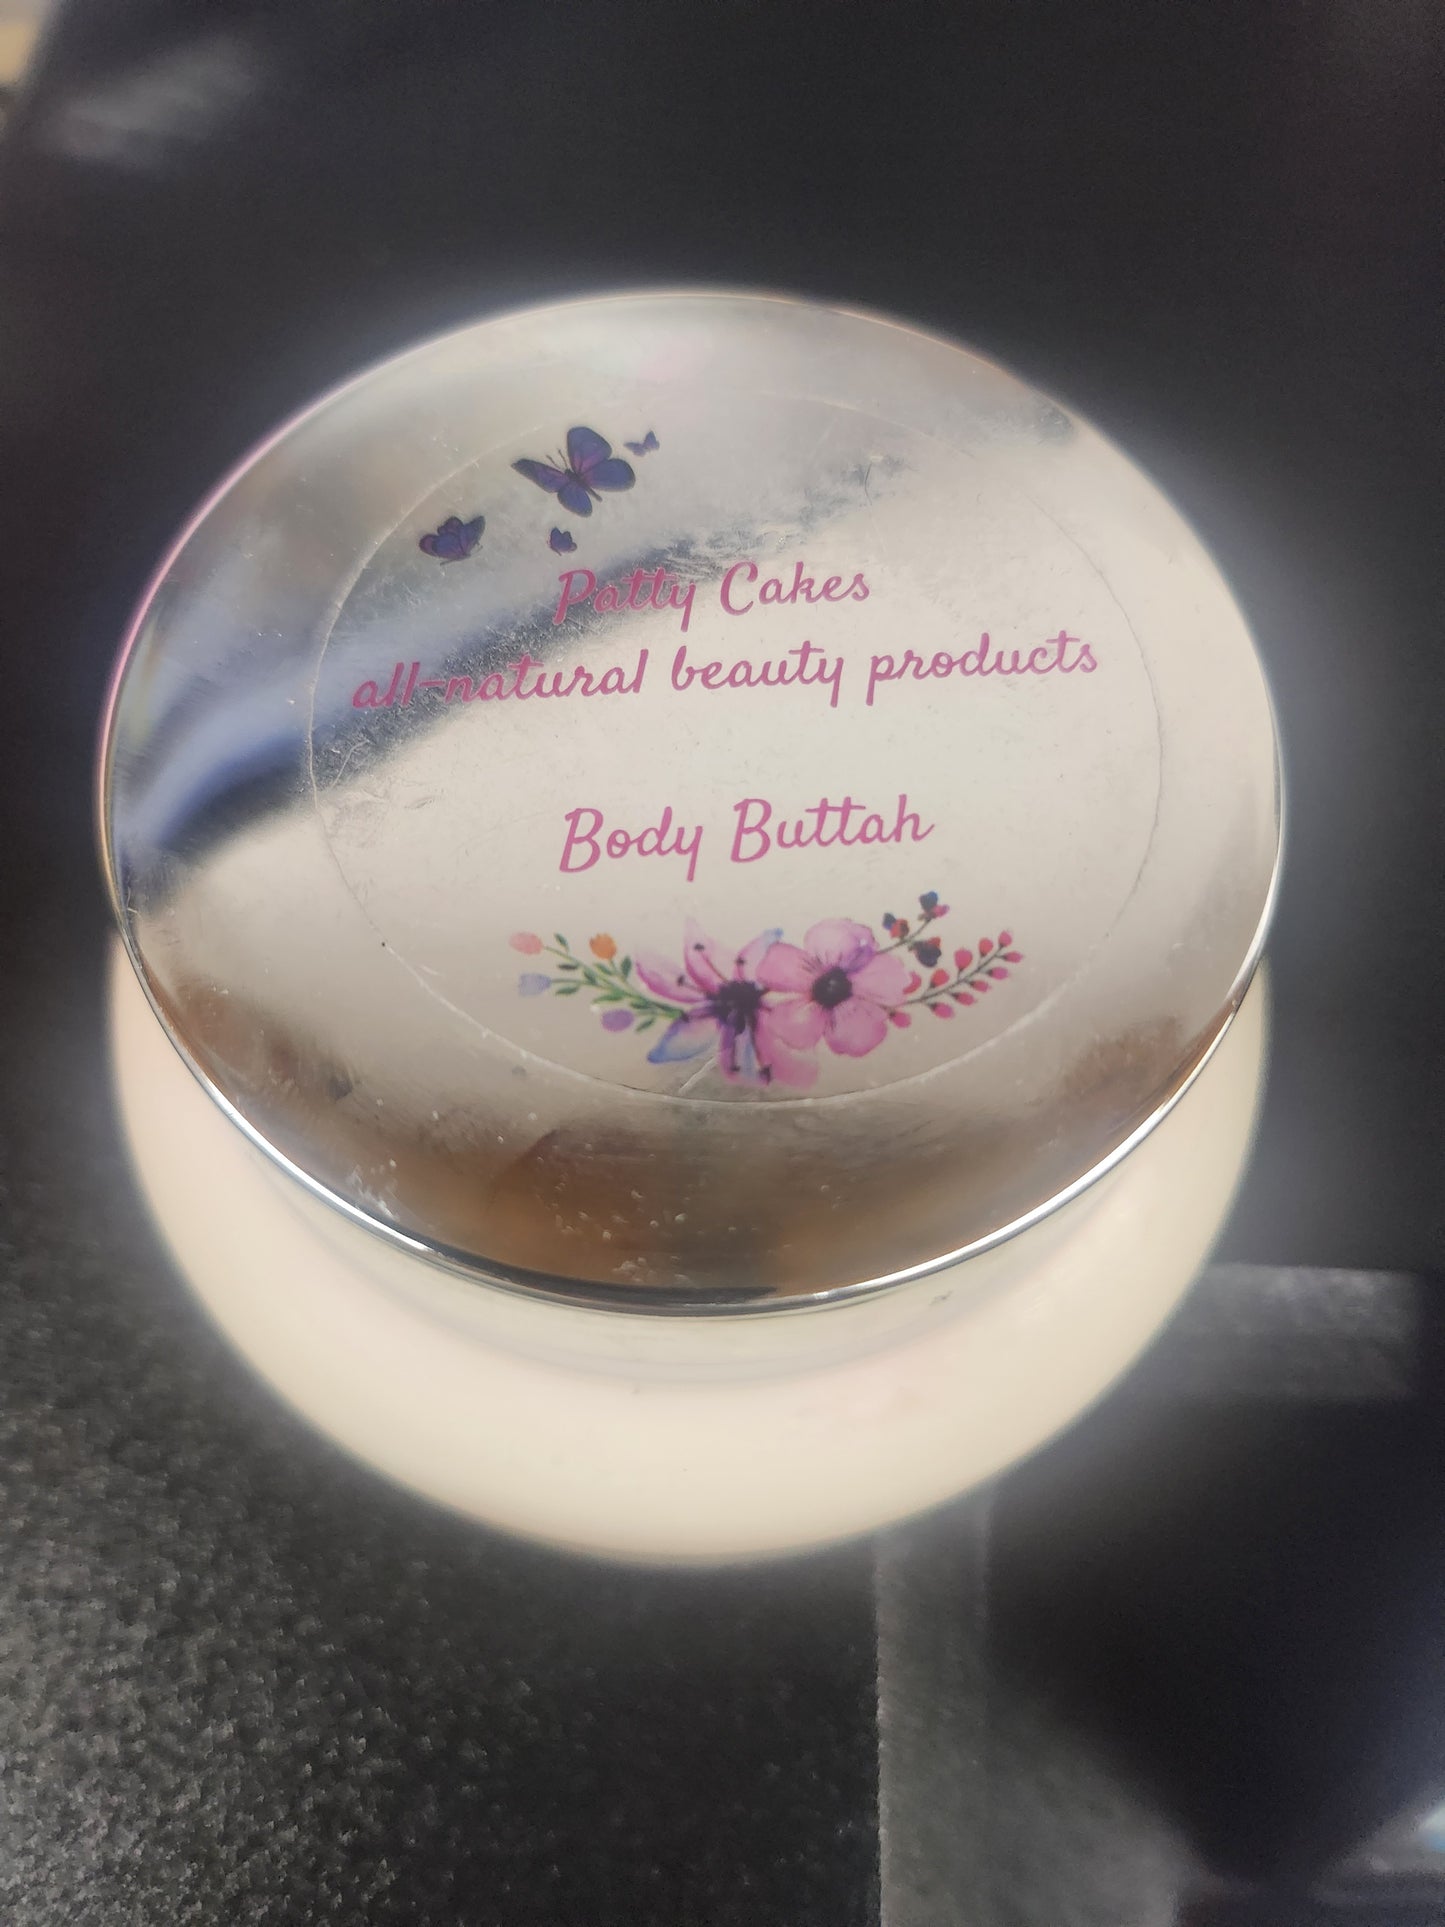 Patty Cakes
all-natural beauty products
Body Buttah